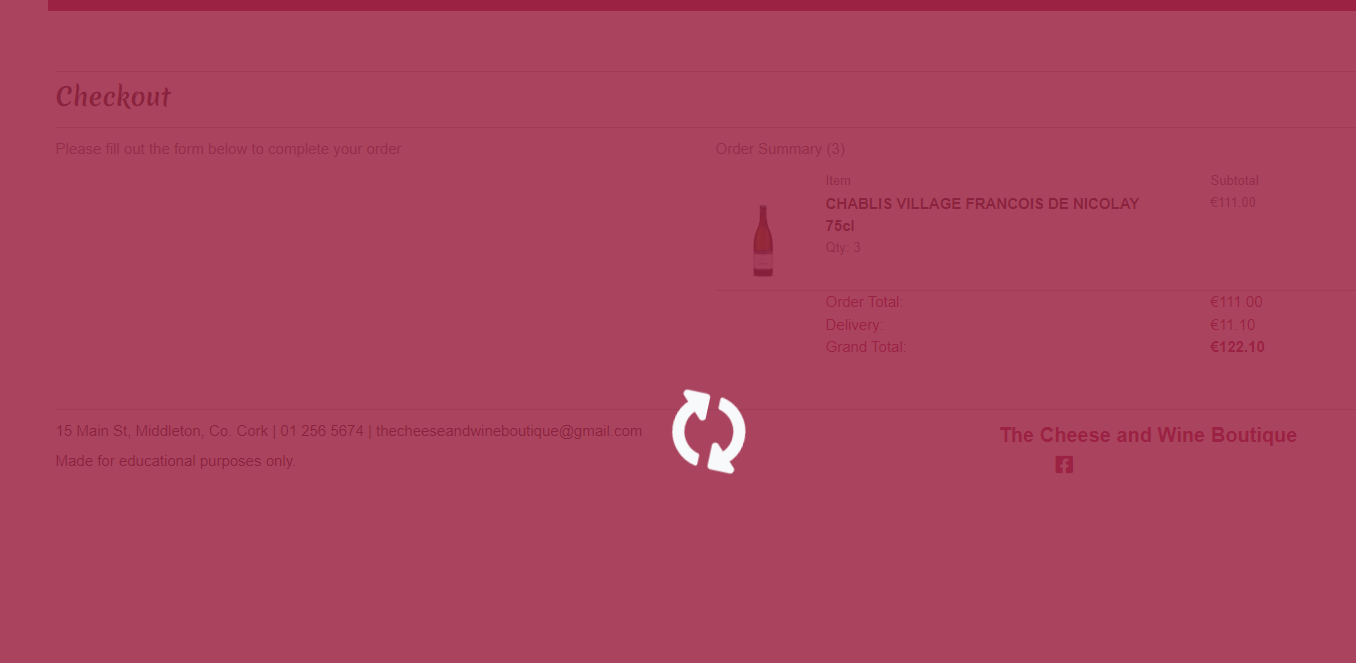 Checkout
Please fill out the form below to complete your order
Order Summary (3)
Item
Subtotal
CHABLIS VILLAGE FRANCOIS DE NICOLAY
€111.00
75cl
Qty: 3
Order Total:
€111.00
Delivery:
€11.10
Grand Total:
€122.10
15 Main St, Middleton, Co. Cork | 01 256 5674 | thecheeseandwineboutique@gmail.com
Made for educational purposes only.
The Cheese and Wine Boutique